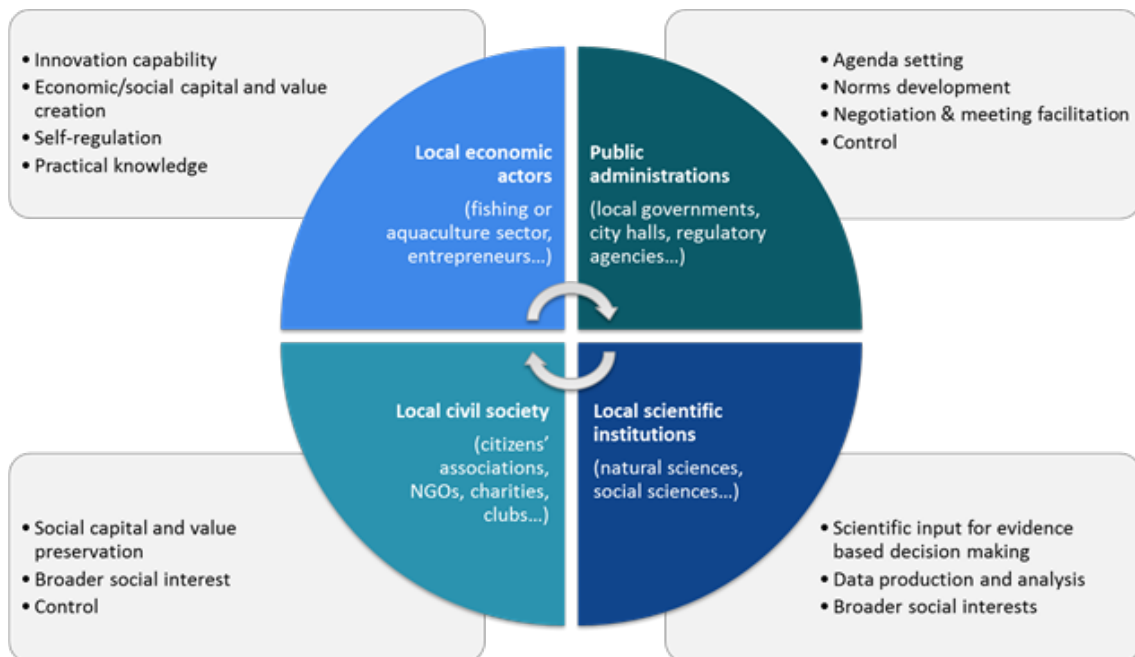 • Innovation capability
• Economic/social capital and value
creation
• Self-regulation
• Practical knowledge
Local economic
actors
(fishing or
aquaculture sector,
entrepreneurs...)
Public
administrations
(local governments,
city halls, regulatory
agencies...)
• Agenda setting
• Norms development
• Negotiation & meeting facilitation
• Control
• Social capital and value
preservation
• Broader social interest
• Control
Local civil society
(citizens’
associations,
NGOs, charities,
clubs...)
Local scientific
institutions
(natural sciences,
social sciences...)
• Scientific input for evidence
based decision making
• Data production and analysis
• Broader social interests